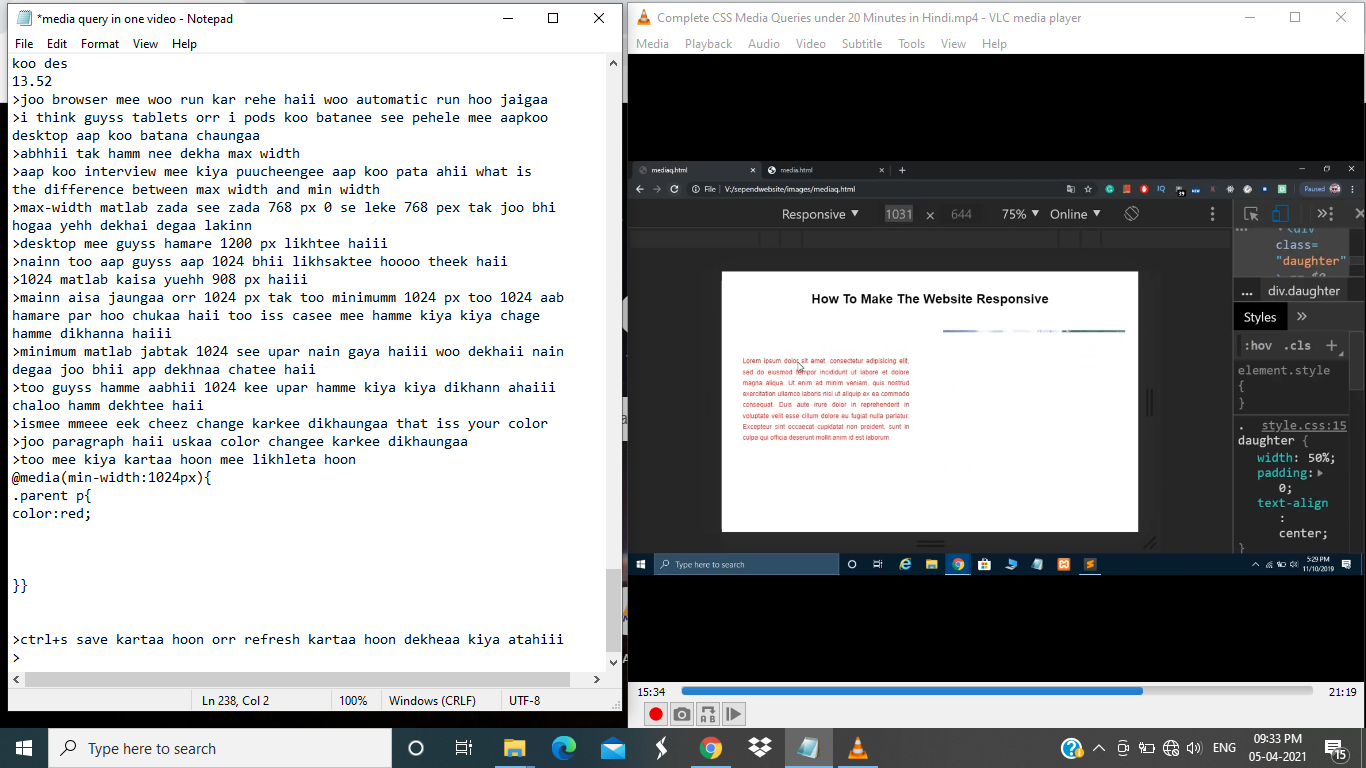 *media query in one video - Notepad
File Edit Format View Help
koo des
13.52
>joo browser mee woo run kar rehe haii woo automatic run hoo jaigaa
>i think guyss tablets orr i pods koo batanee see pehele mee aapkoo
desktop aap koo batana chaungaa
>abhhii tak hamm nee dekha max width
>aap koo interview mee kiya puucheengee aap koo pata ahii what is
the difference between max width and min width
>max-width matlab zada see zada 768 px 0 se leke 768 pex tak joo bhi
hogaa yehh dekhai degaa lakinn
>desktop mee guyss hamare 1200 px likhtee haiii
>nainn too aap guyss aap 1024 bhii likhsaktee hoooo theek haii
>1024 matlab kaisa yuehh 908 px haiii
>mainn aisa jaungaa orr 1024 px tak too minimumm 1024 px too 1024 aab
hamare par hoo chukaa haii too iss casee mee hamme kiya kiya chage
hamme dikhanna haiii
>minimum matlab jabtak 1024 see upar nain gaya haiii woo dekhaii nain
degaa joo bhii app dekhnaa chatee haii
>too guyss hamme aabhii 1024 kee upar hamme kiya kiya dikhann ahaiii
chaloo hamm dekhtee haii
>ismee mmeee eek cheez change karkee dikhaungaa that iss your color
>joo paragraph haii uskaa color changee karkee dikhaungaa
>too mee kiya kartaa hoon mee likhleta hoon
@media(min-width:1024px){
.parent p{
color:red;
}}
>ctrl+s save kartaa hoon orr refresh kartaa hoon dekheaa kiya atahiii
>
Ln 238, Col 2 100% Windows (CRLF) UTF-8
Complete CSS Media Queries under 20 Minutes in Hindi.mp4 - VLC media player
Media Playback Audio Video Subtitle Tools View Help
mediaq.html media.html
File V:/sependwebsite/images/mediaq.html Paused
Responsive 1031 × 644 75% Online
How To Make The Website Responsive
Lorem ipsum dolor sit amet, consectetur adipisicing elit,
sed do eiusmod tempor incididunt ut labore et dolore
magna aliqua. Ut enim ad minim veniam, quis nostrud
exercitation ullamco laboris nisi ut aliquip ex ea commodo
consequat. Duis aute irure dolor in reprehenderit in
voluptate velit esse cillum dolore eu fugiat nulla pariatur.
Excepteur sint occaecat cupidatat non proident, sunt in
culpa qui officia deserunt mollit anim id est laborum.
<div
class=
"daughter"
... div.daughter
Styles
:hov .cls +
element.style
{
}
. style.css:15
daughter {
width: 50%;
padding:
0;
text-align
:
center;
}
Type here to search
5:29 PM
11/10/2019
15:34 21:19
Type here to search
ENG
09:33 PM
05-04-2021
15